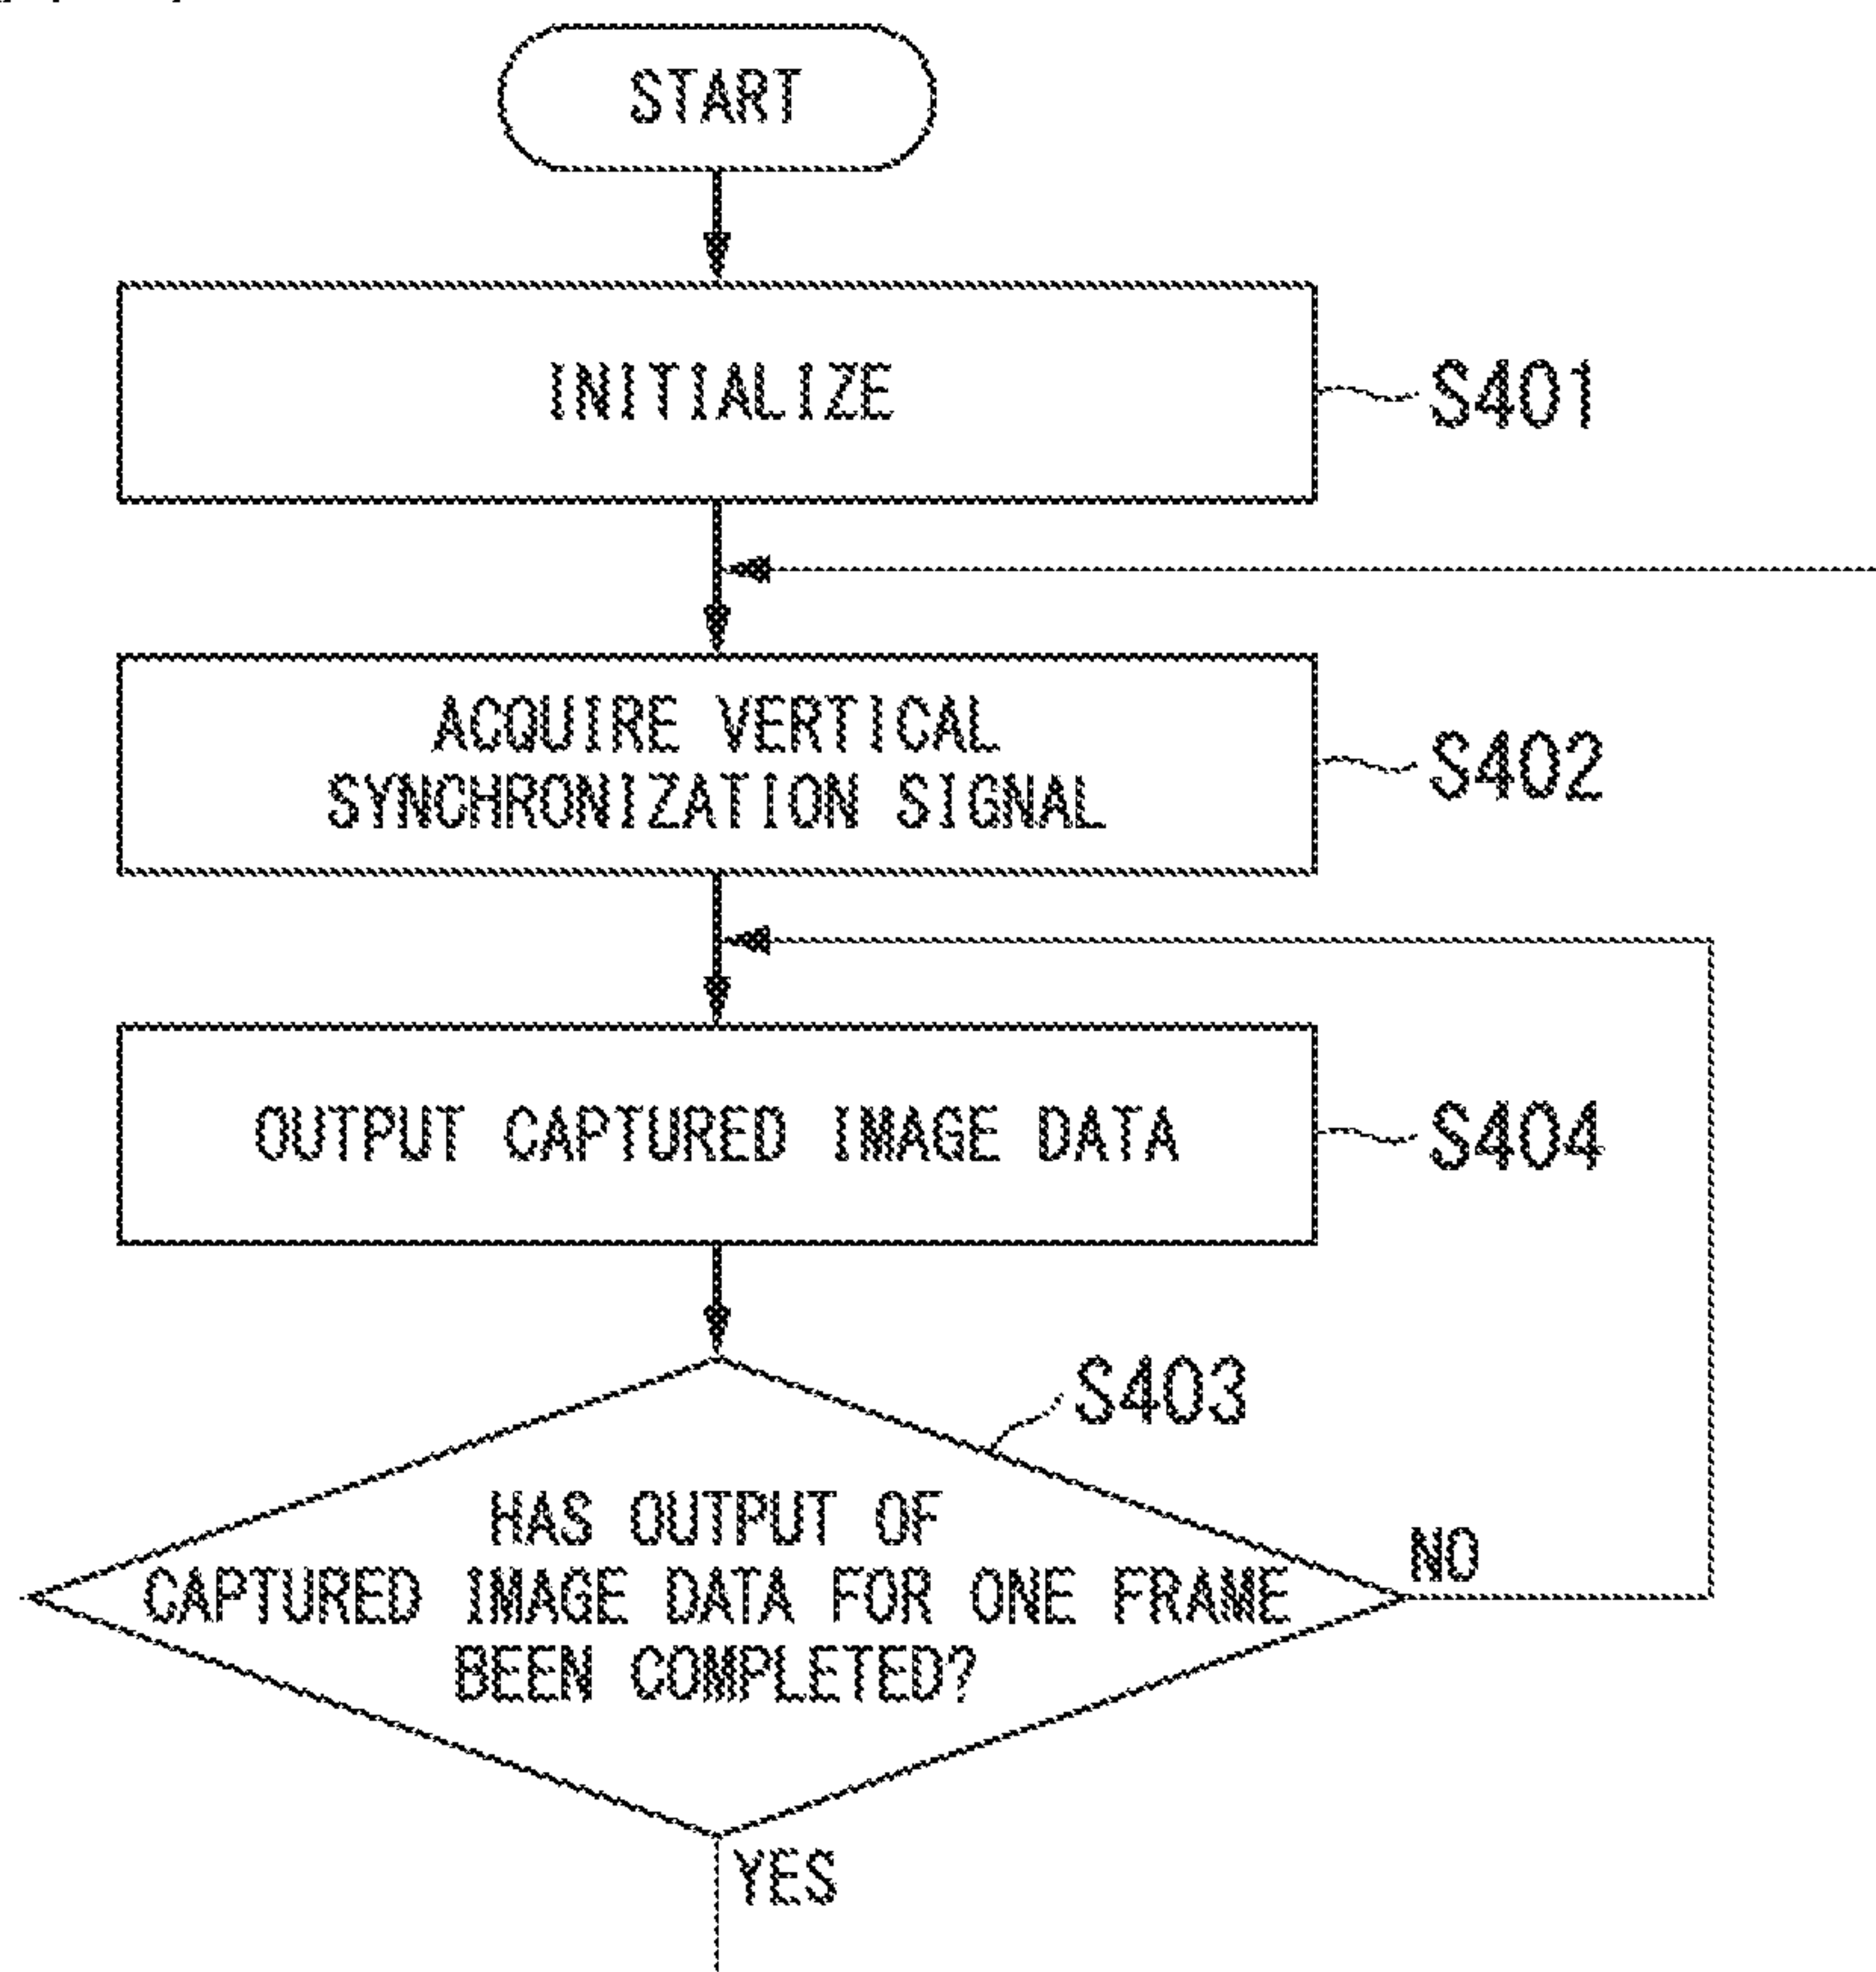 START
INITIALIZE
S401
ACQUIRE VERTICAL
SYNCHRONIZATION SIGNAL
S402
OUTPUT CAPTURED IMAGE DATA
S404
S403
HAS OUTPUT OF
CAPTURED IMAGE DATA FOR ONE FRAME
BEEN COMPLETED?
NO
YES